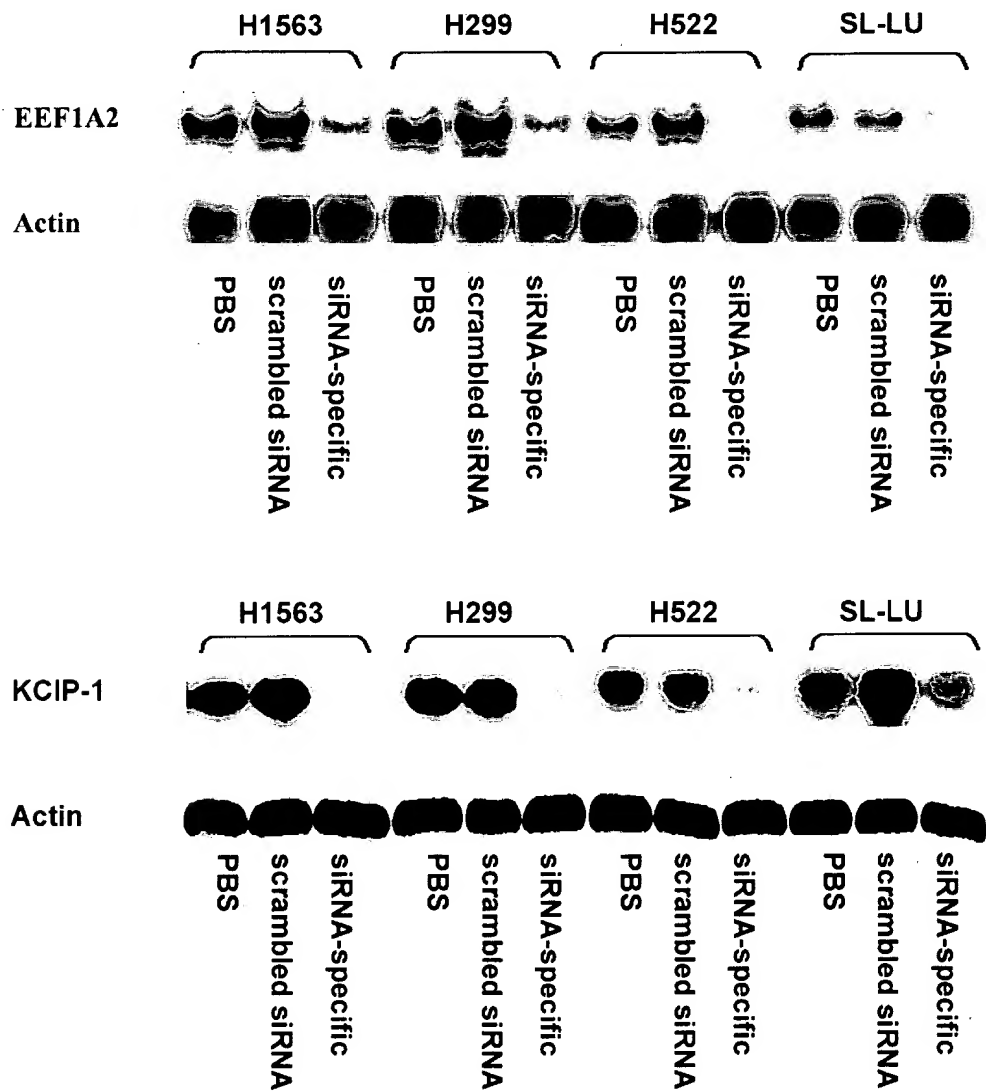 H1563 H299 H522 SL-LU
EEF1A2
Actin
PBS scrambled siRNA siRNA-specific PBS scrambled siRNA siRNA-specific PBS scrambled siRNA siRNA-specific PBS scrambled siRNA siRNA-specific
H1563 H299 H522 SL-LU
KCIP-1
Actin
PBS scrambled siRNA siRNA-specific PBS scrambled siRNA siRNA-specific PBS scrambled siRNA siRNA-specific PBS scrambled siRNA siRNA-specific